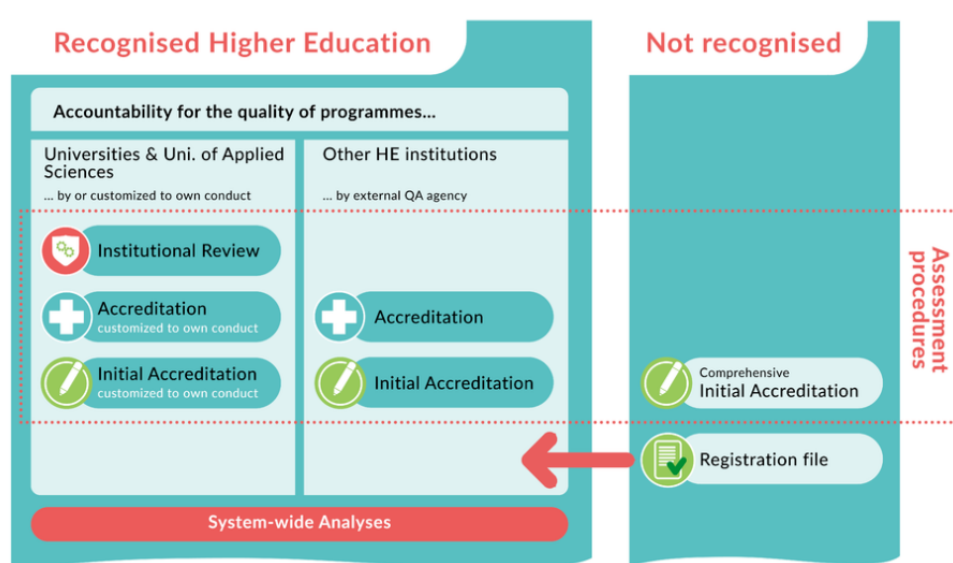 Recognised Higher Education
Not recognised
Accountability for the quality of programmes...
Universities & Uni. of Applied
Sciences
... by or customized to own conduct
Other HE institutions
... by external QA agency
Institutional Review
Accreditation
customized to own conduct
Accreditation
Initial Accreditation
customized to own conduct
Initial Accreditation
Comprehensive
Initial Accreditation
Registration file
Assessment
procedures
System-wide Analyses